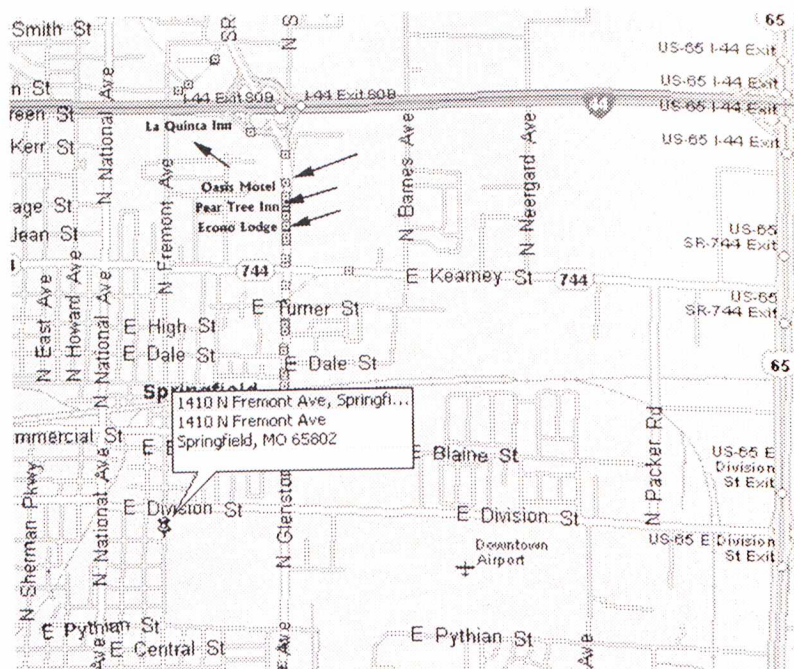 65
Smith St
SR
N S
US-65 I-44 Exit
US-65 I-44 Exit
n St
I-44 Exit 80B
I-44 Exit 80B
44
US-65 I-44 Exit
reen St
La Quinta Inn
US-65 I-44 Exit
Kerr St
N National Ave
N Fremont Ave
N Barnes Ave
N Neergard Ave
Oasis Motel
Pear Tree Inn
Econo Lodge
age St
Jean St
US-65
SR-744 Exit
4
744
E Kearney St
744
US-65
SR-744 Exit
N East Ave
N Howard Ave
N National Ave
E Turner St
E High St
E Dale St
E Dale St
65
Springfield
1410 N Fremont Ave, Springfi...
1410 N Fremont Ave
Springfield, MO 65802
mmercial St
E
E Blaine St
N Packer Rd
US-65 E
Division
St Exit
N Sherman Pkwy
N National Ave
N Glenston
E Division St
E Division St
US-65 E Division
St Exit
Downtown
Airport
E Pythian St
E Central St
Ave
e Ave
E Pythian St
Ave